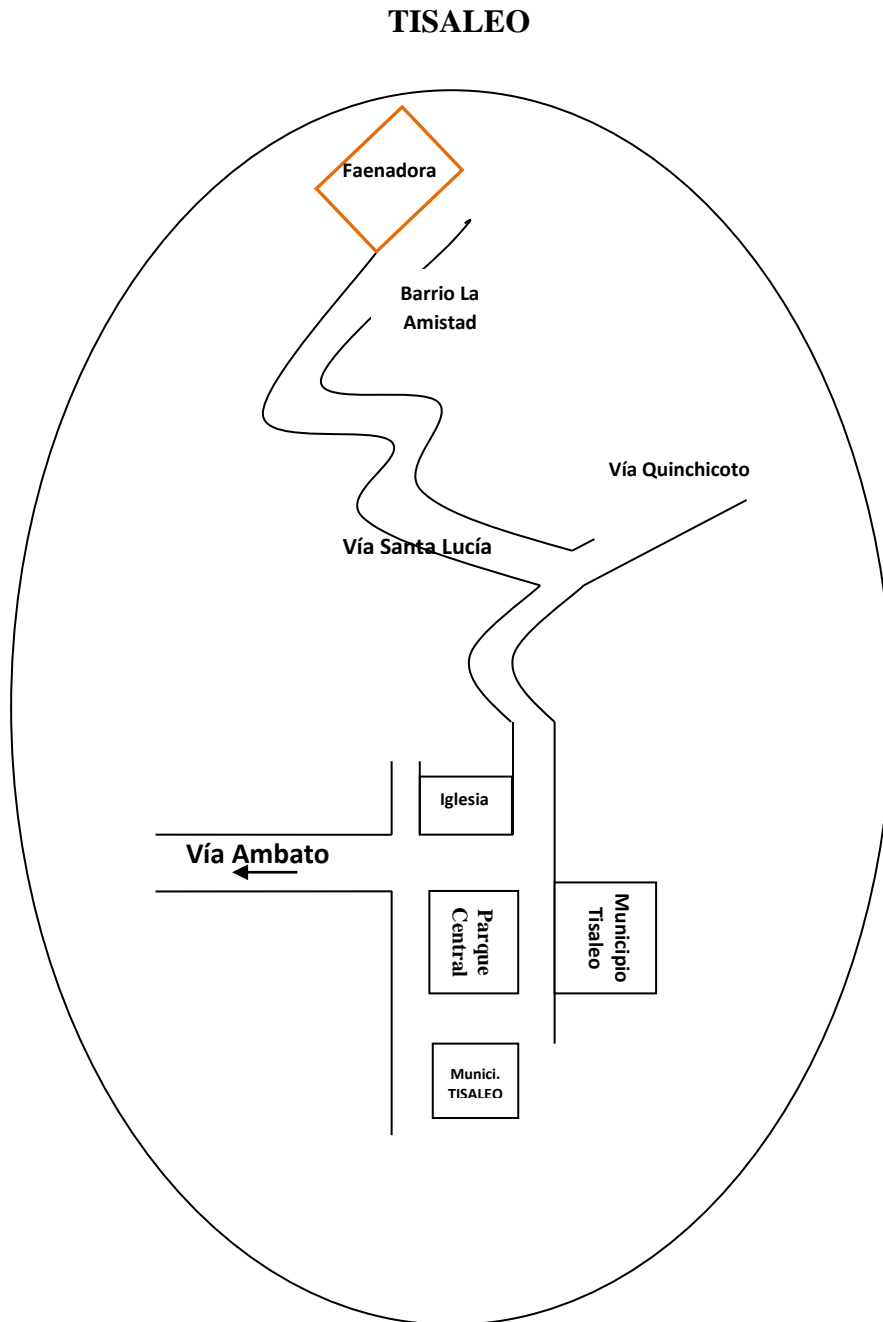 TISALEO
Faenadora
Barrio La
Amistad
Vía Quinchicoto
Vía Santa Lucía
Iglesia
Vía Ambato
Parque
Central
Municipio
Tisaleo
Munici.
TISALEO